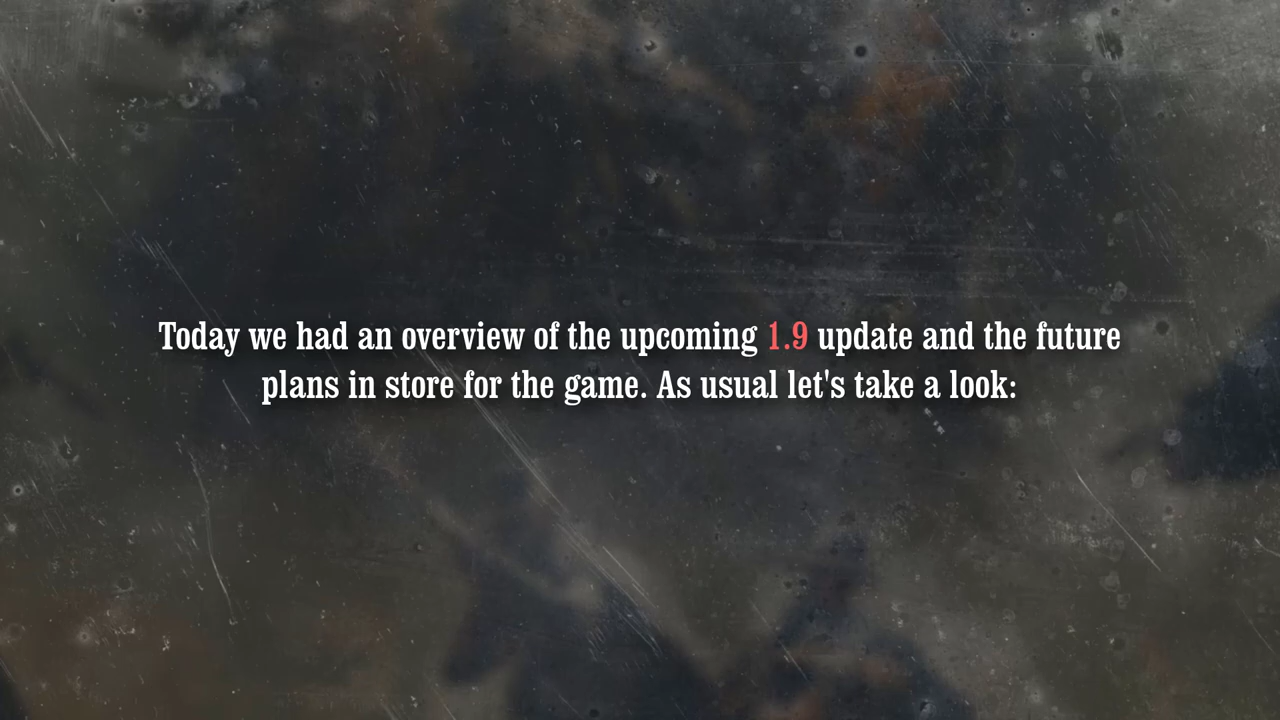 Today we had an overview of the upcoming 1.9 update and the future
plans in store for the game. As usual let's take a look: